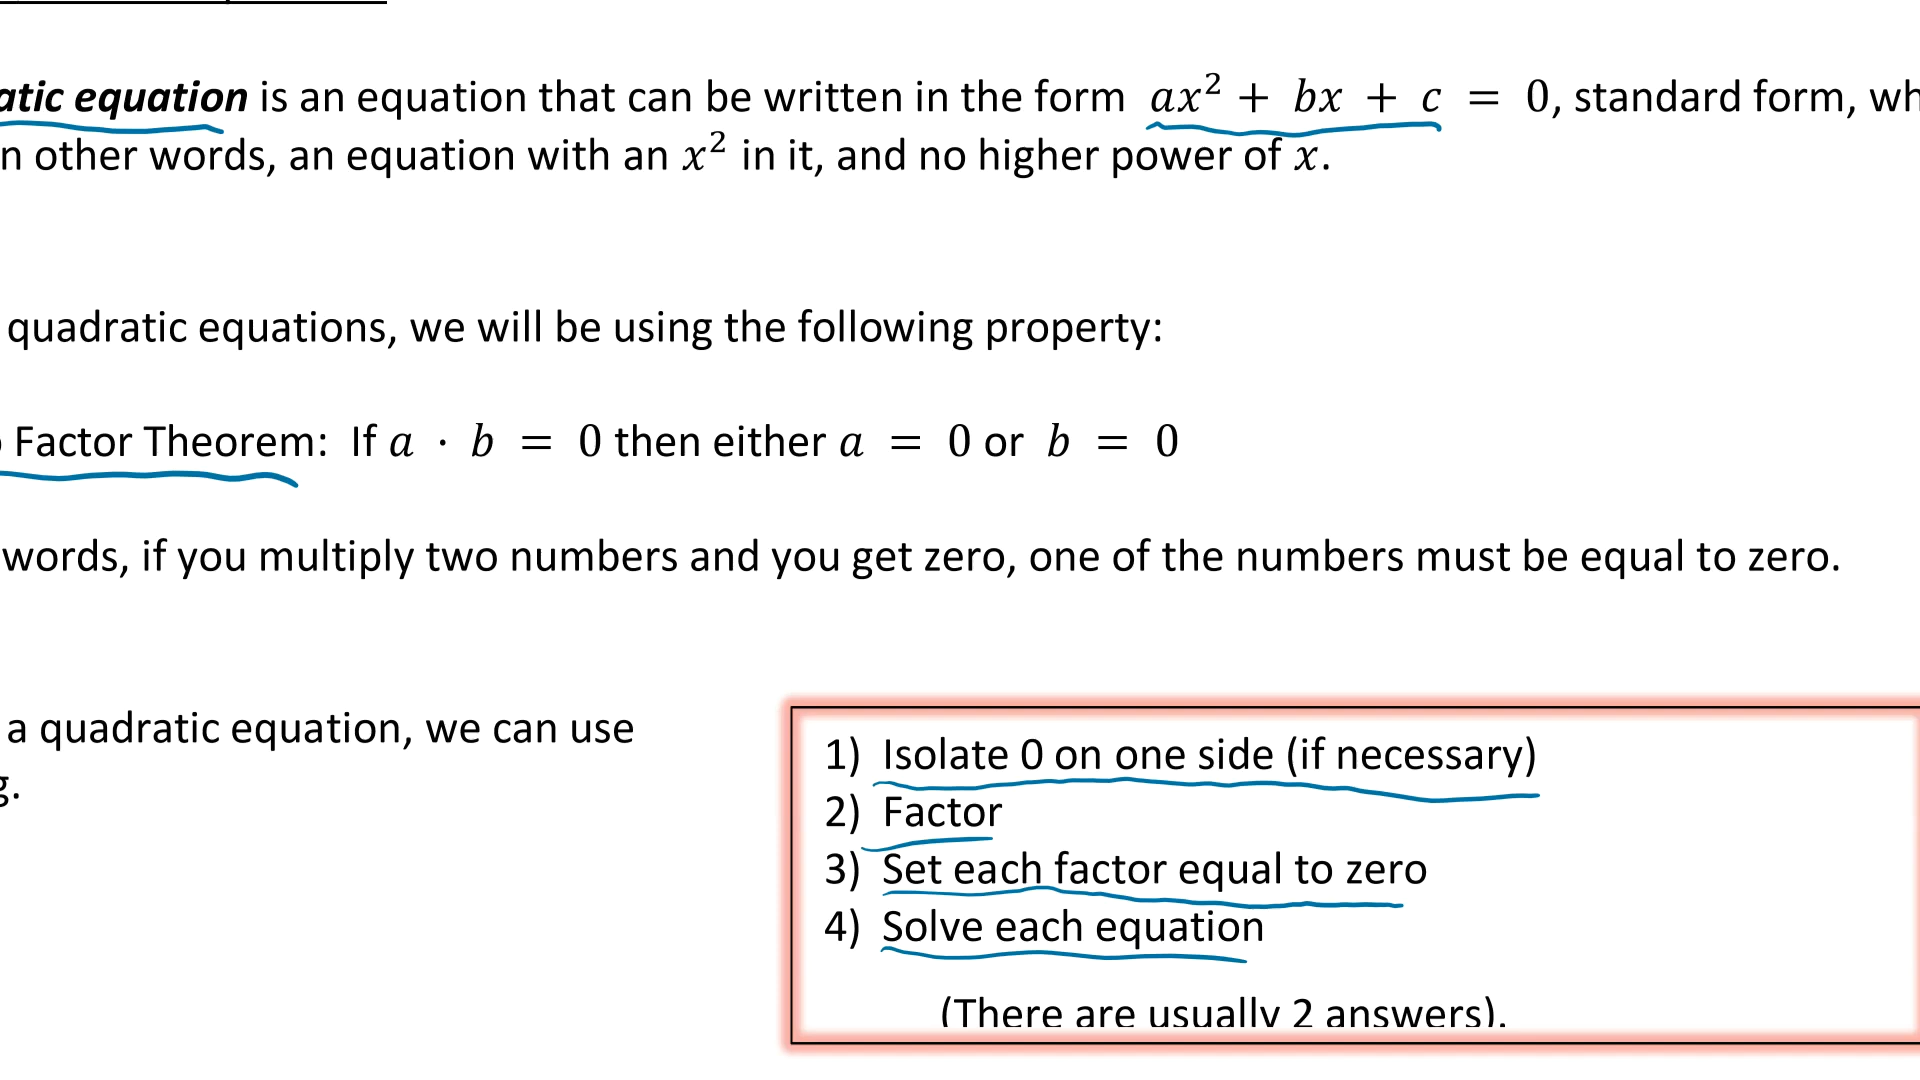 equation is an equation that can be written in the form ax² + bx + c = 0, standard form,
other words, an equation with an x² in it, and no higher power of x.
quadratic equations, we will be using the following property:
Factor Theorem: If a · b = 0 then either a = 0 or b = 0
words, if you multiply two numbers and you get zero, one of the numbers must be equal to zero.
a quadratic equation, we can use
1) Isolate 0 on one side (if necessary)
2) Factor
3) Set each factor equal to zero
4) Solve each equation
(There are usually 2 answers).